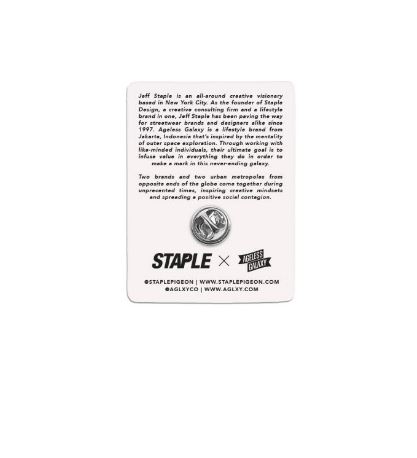 Jeff Staple is an all-around creative visionary
based in New York City. As the founder of Staple
Design, a creative consulting firm and a lifestyle
brand in one, Jeff Staple has been paving the way
for streetwear brands and designers alike since
1997. Ageless Galaxy is a lifestyle brand from
Jakarta, Indonesia that's inspired by the mentality
of outer space exploration. Through working with
like-minded individuals, their ultimate goal is to
infuse value in everything they do in order to
make a mark in this never-ending galaxy.
Two brands and two urban metropolas from
opposite ends of the globe come together during
unprecented times, inspiring creative mindsets
and spreading a positive social contagion.
STAPLE × AGELESS
GALAXY
@STAPLEPIGEON | WWW.STAPLEPIGEON.COM
@AGLXYCO | WWW.AGLXY.COM